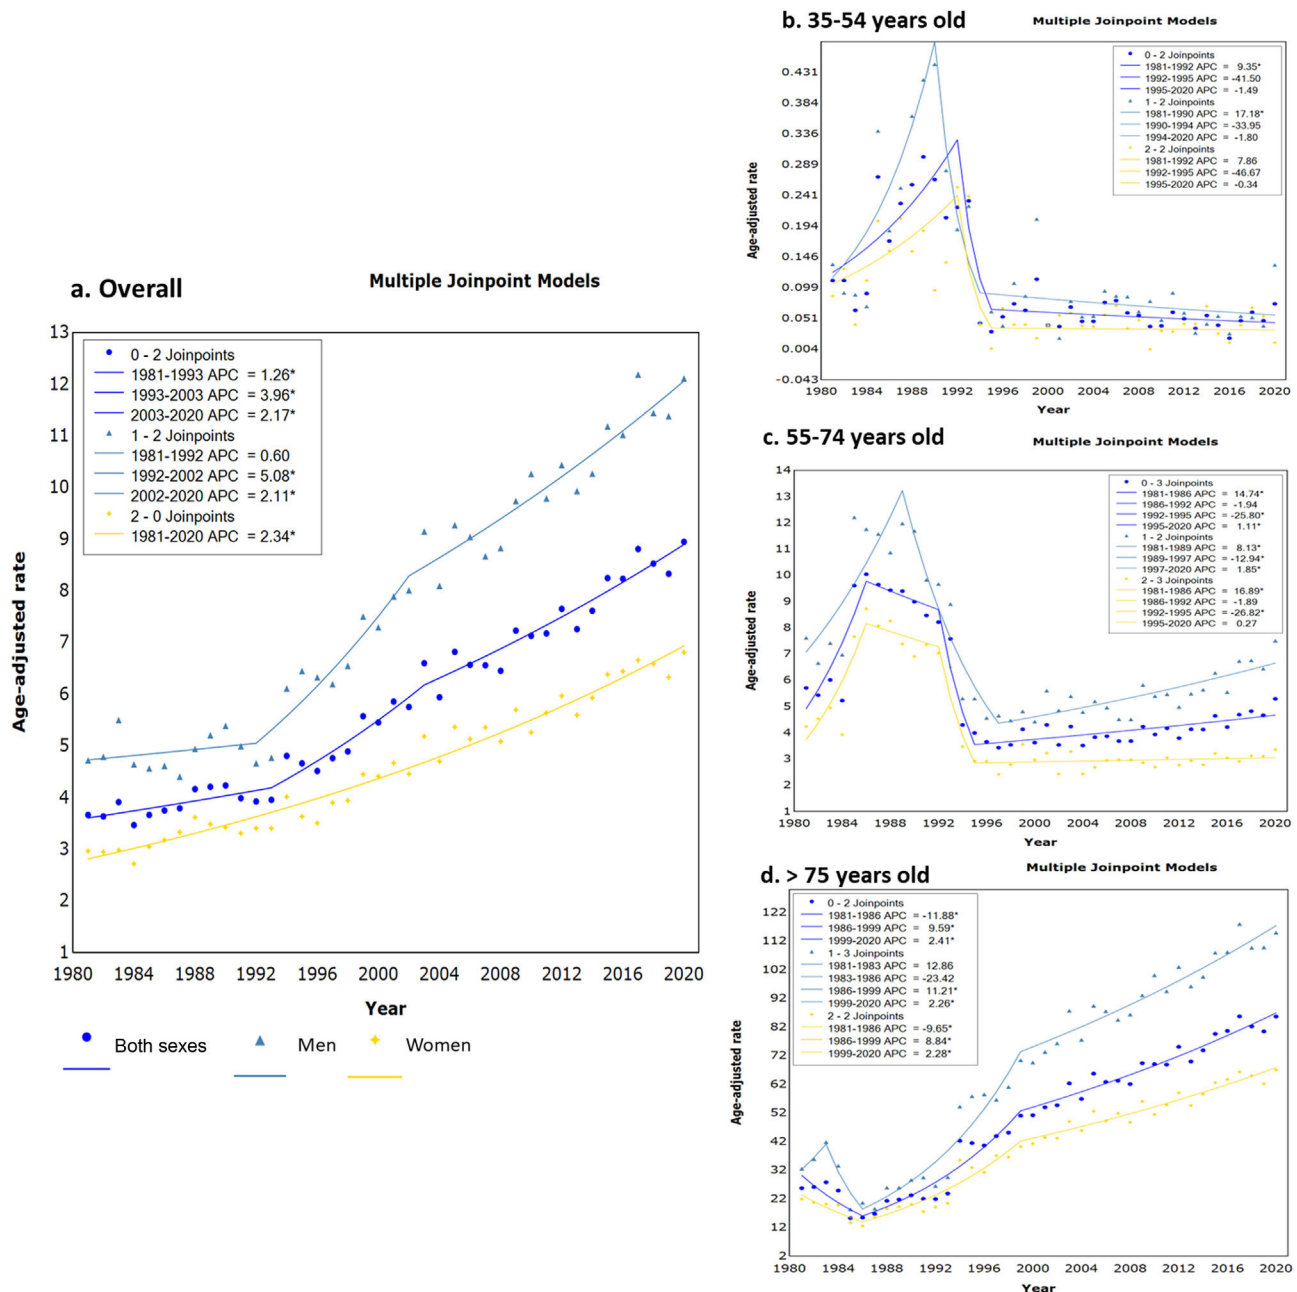 a. Overall
Multiple Joinpoint Models
13
12
11
10
9
8
7
6
5
4
3
2
1
Age-adjusted rate
0 - 2 Joinpoints
1981-1993 APC = 1.26*
1993-2003 APC = 3.96*
2003-2020 APC = 2.17*
1 - 2 Joinpoints
1981-1992 APC = 0.60
1992-2002 APC = 5.08*
2002-2020 APC = 2.11*
2 - 0 Joinpoints
1981-2020 APC = 2.34*
1980 1984 1988 1992 1996 2000 2004 2008 2012 2016 2020
Year
Both sexes Men Women
b. 35-54 years old
Multiple Joinpoint Models
0.431
0.384
0.336
0.289
0.241
0.194
0.146
0.099
0.051
0.004
-0.043
Age-adjusted rate
0 - 2 Joinpoints
1981-1992 APC = 9.35*
1992-1995 APC = -41.50
1995-2020 APC = -1.49
1 - 2 Joinpoints
1981-1990 APC = 17.18*
1990-1994 APC = -33.95
1994-2020 APC = -1.80
2 - 2 Joinpoints
1981-1992 APC = 7.86
1992-1995 APC = -46.67
1995-2020 APC = -0.34
1980 1984 1988 1992 1996 2000 2004 2008 2012 2016 2020
Year
c. 55-74 years old
Multiple Joinpoint Models
14
13
12
11
10
9
8
7
6
5
4
3
2
1
Age-adjusted rate
0 - 3 Joinpoints
1981-1986 APC = 14.74*
1986-1992 APC = -1.94
1992-1995 APC = -25.80*
1995-2020 APC = 1.11*
1 - 2 Joinpoints
1981-1989 APC = 8.13*
1989-1997 APC = -12.94*
1997-2020 APC = 1.85*
2 - 3 Joinpoints
1981-1986 APC = 16.89*
1986-1992 APC = -1.89
1992-1995 APC = -26.82*
1995-2020 APC = 0.27
1980 1984 1988 1992 1996 2000 2004 2008 2012 2016 2020
Year
d. > 75 years old
Multiple Joinpoint Models
122
112
102
92
82
72
62
52
42
32
22
12
2
Age-adjusted rate
0 - 2 Joinpoints
1981-1986 APC = -11.88*
1986-1999 APC = 9.59*
1999-2020 APC = 2.41*
1 - 3 Joinpoints
1981-1983 APC = 12.86
1983-1986 APC = -23.42
1986-1999 APC = 11.21*
1999-2020 APC = 2.26*
2 - 2 Joinpoints
1981-1986 APC = -9.65*
1986-1999 APC = 8.84*
1999-2020 APC = 2.28*
1980 1984 1988 1992 1996 2000 2004 2008 2012 2016 2020
Year